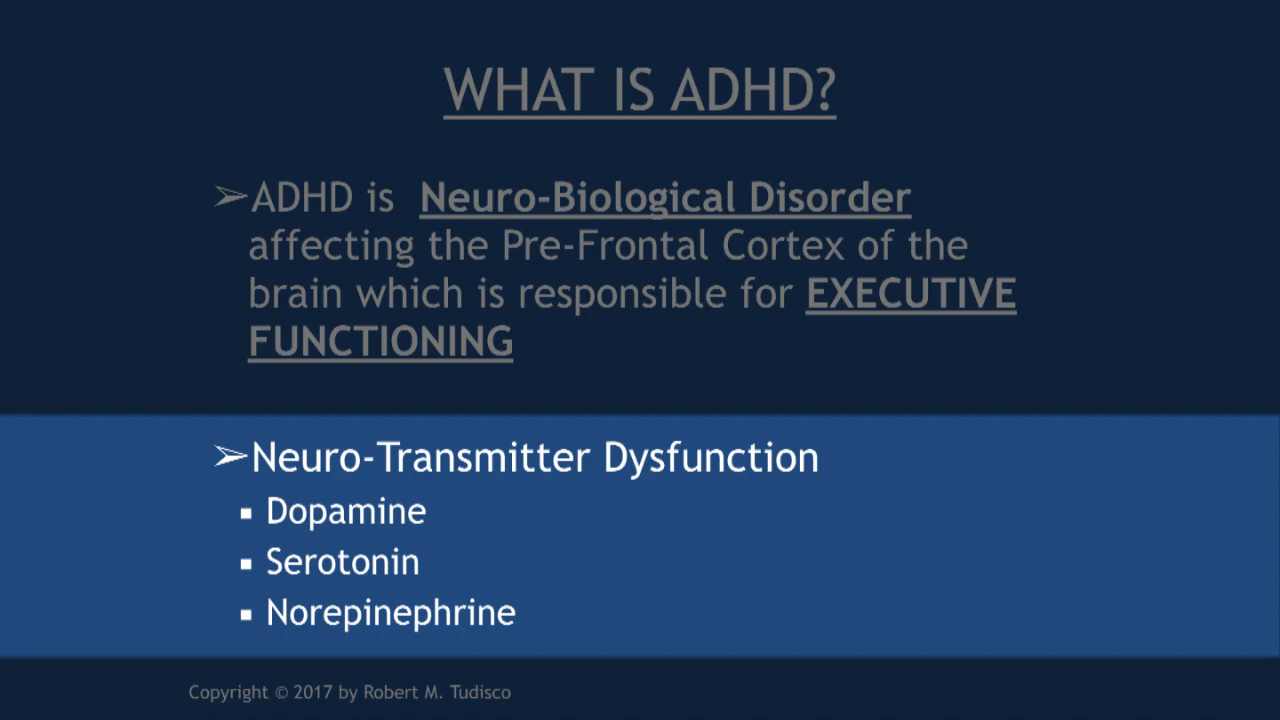 WHAT IS ADHD?
➢ADHD is Neuro-Biological Disorder
affecting the Pre-Frontal Cortex of the
brain which is responsible for EXECUTIVE
FUNCTIONING
➢Neuro-Transmitter Dysfunction
▪ Dopamine
▪ Serotonin
▪ Norepinephrine
Copyright © 2017 by Robert M. Tudisco